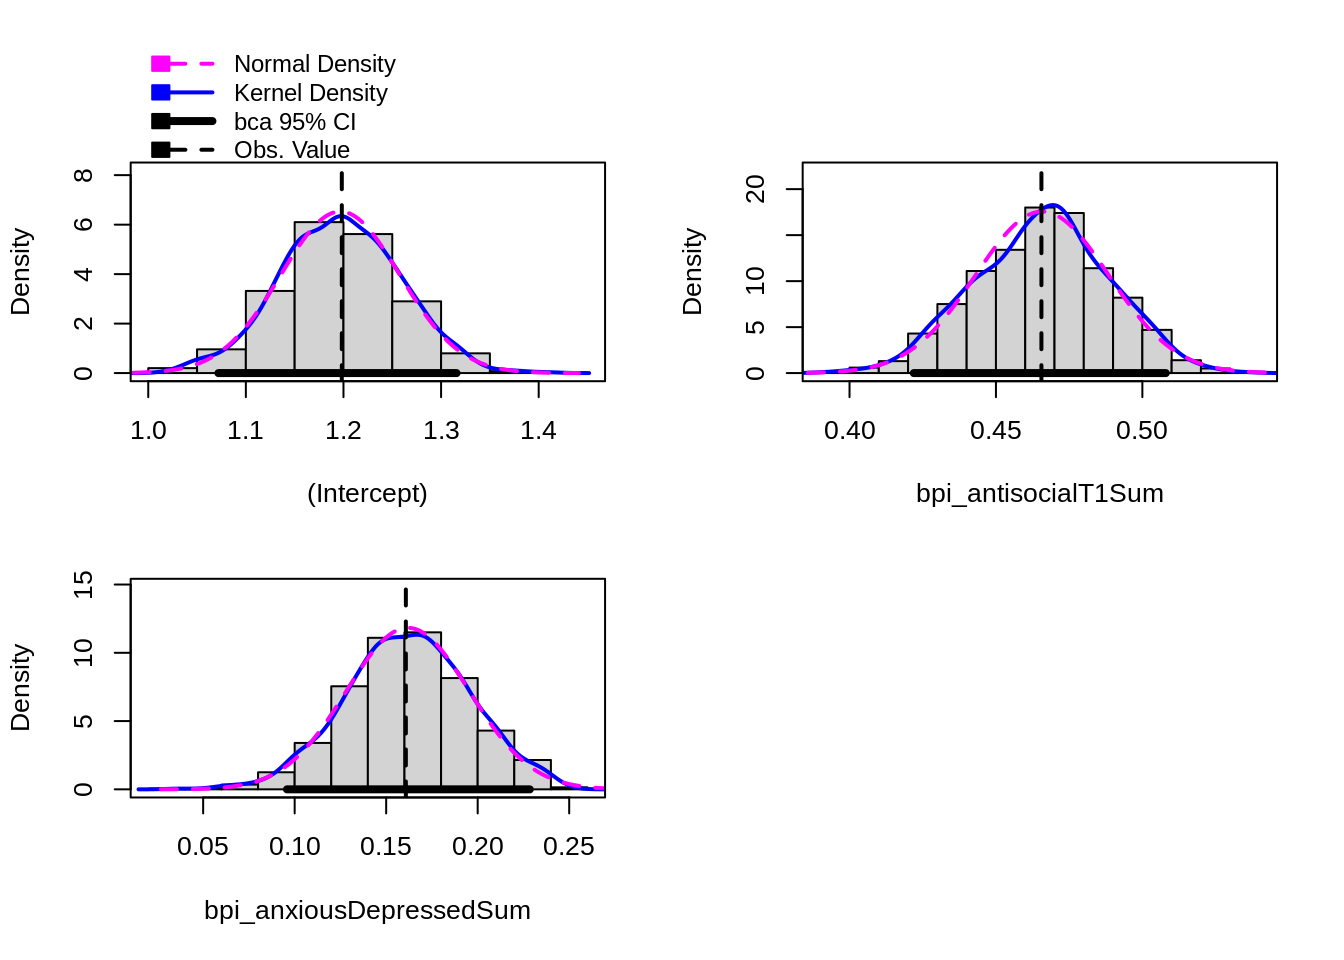 Normal Density
Kernel Density
bca 95% CI
Obs. Value
Density
0 2 4 6 8
1.0 1.1 1.2 1.3 1.4
(Intercept)
Density
0 5 10 20
0.40 0.45 0.50
bpi_antisocialT1Sum
Density
0 5 10 15
0.05 0.10 0.15 0.20 0.25
bpi_anxiousDepressedSum